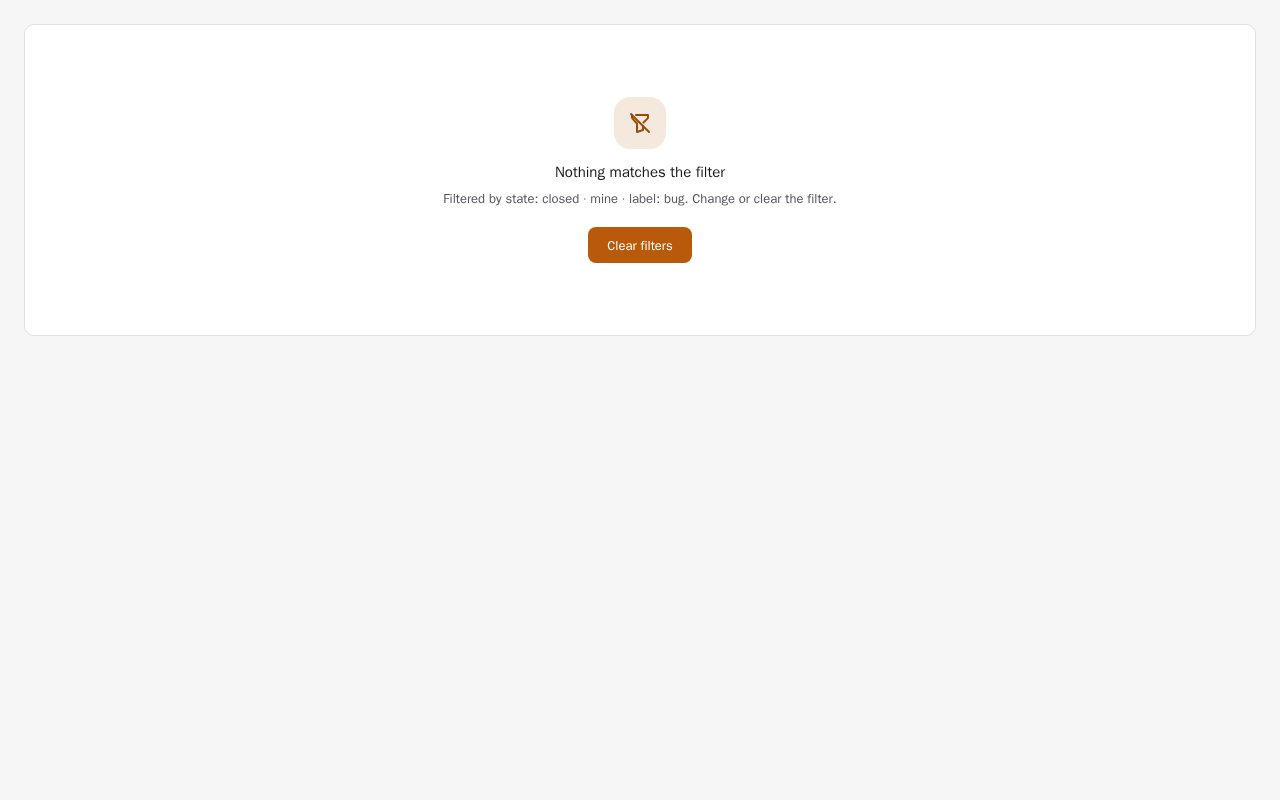 Nothing matches the filter
Filtered by state: closed · mine · label: bug. Change or clear the filter.
Clear filters